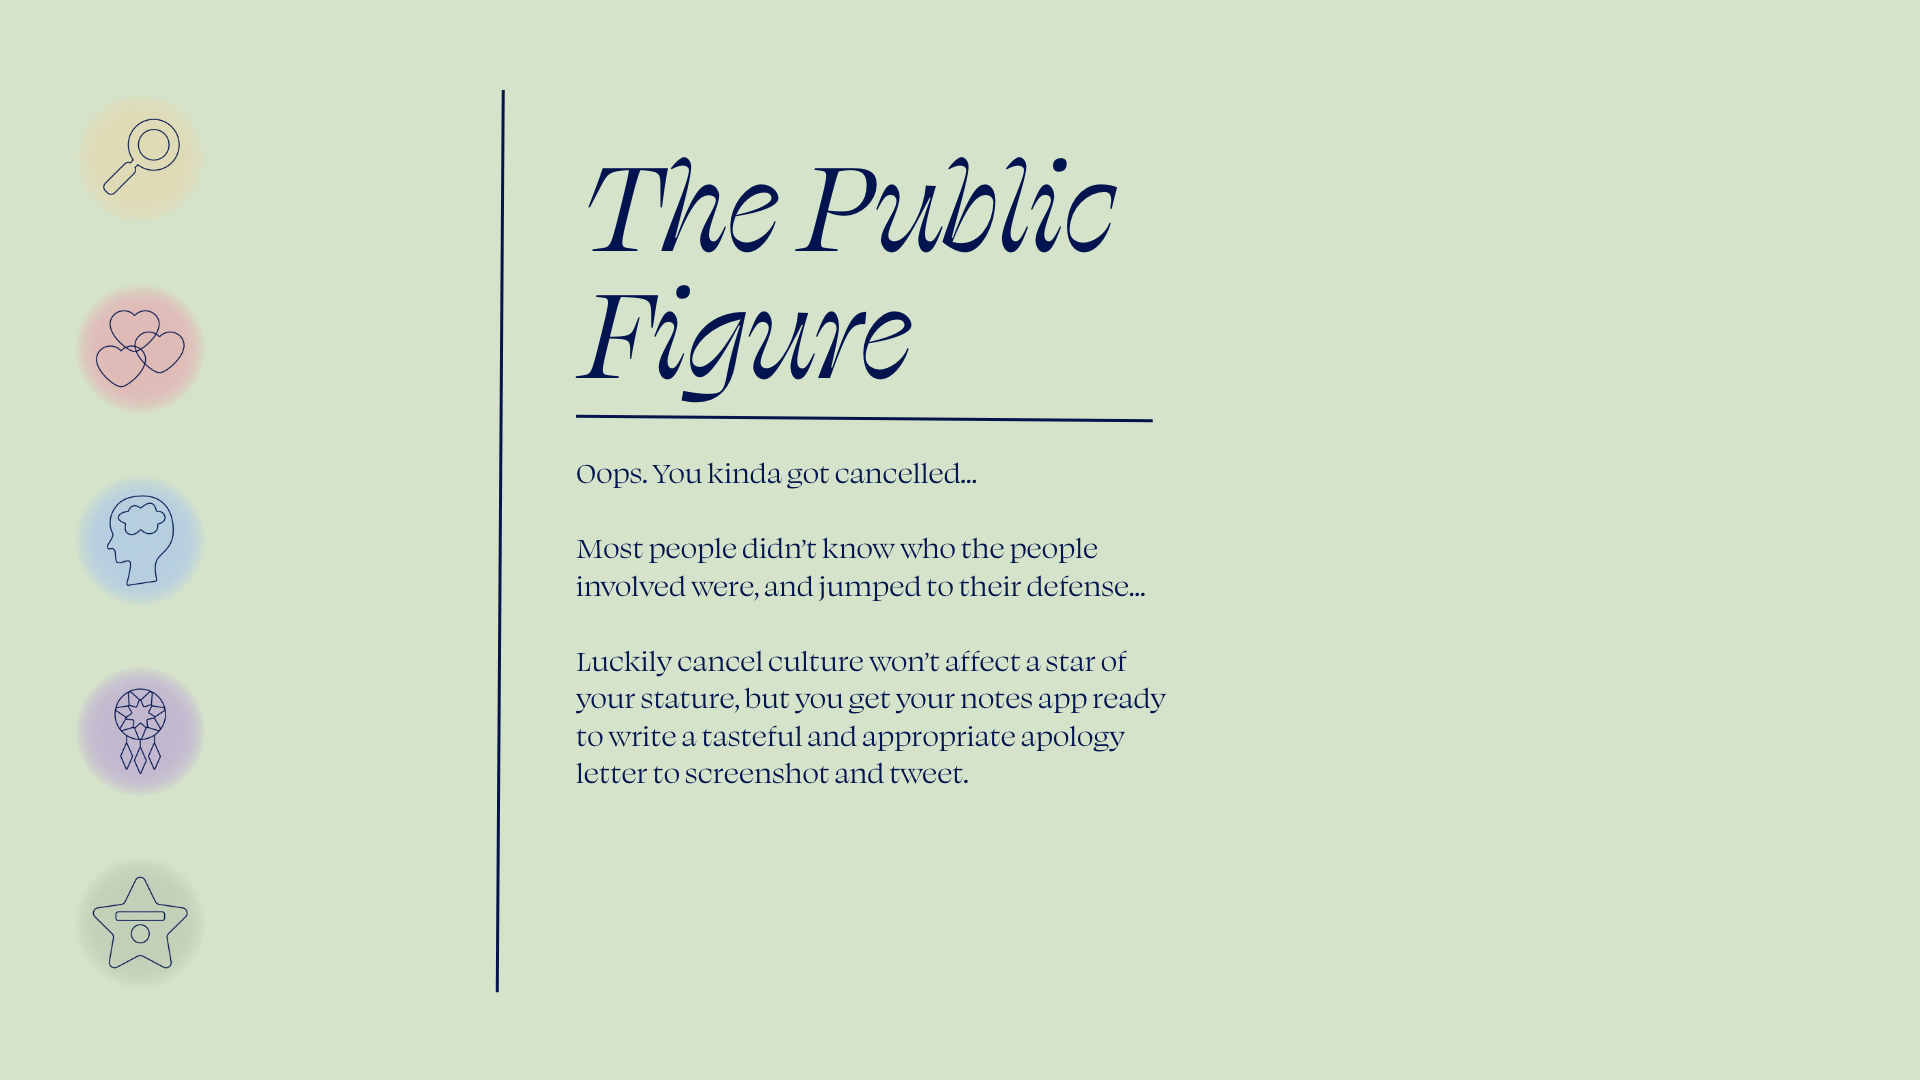 The Public
Figure
Oops. You kinda got cancelled...
Most people didn’t know who the people
involved were, and jumped to their defense...
Luckily cancel culture won’t affect a star of
your stature, but you get your notes app ready
to write a tasteful and appropriate apology
letter to screenshot and tweet.